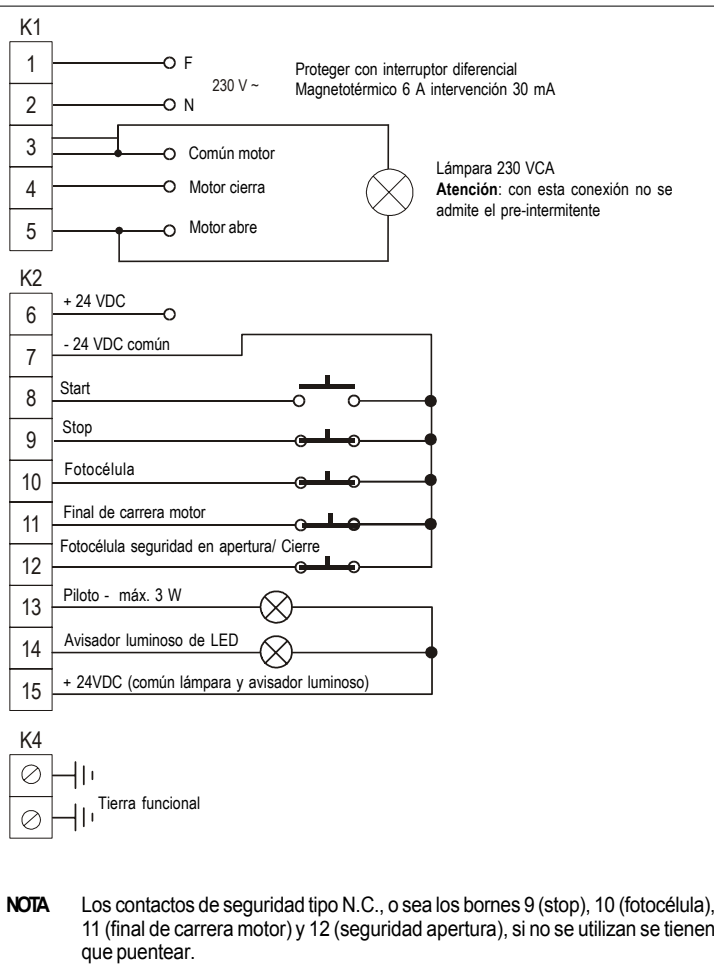 K1
1
F
230 V ~
Proteger con interruptor diferencial
Magnetotérmico 6 A intervención 30 mA
2
N
3
Común motor
4
Motor cierra
5
Motor abre
Lámpara 230 VCA
Atención: con esta conexión no se
admite el pre-intermitente
K2
6
+ 24 VDC
7
- 24 VDC común
8
Start
9
Stop
10
Fotocélula
11
Final de carrera motor
12
Fotocélula seguridad en apertura/ Cierre
13
Piloto - máx. 3 W
14
Avisador luminoso de LED
15
+ 24VDC (común lámpara y avisador luminoso)
K4
Tierra funcional
NOTA Los contactos de seguridad tipo N.C., o sea los bornes 9 (stop), 10 (fotocélula),
11 (final de carrera motor) y 12 (seguridad apertura), si no se utilizan se tienen
que puentear.